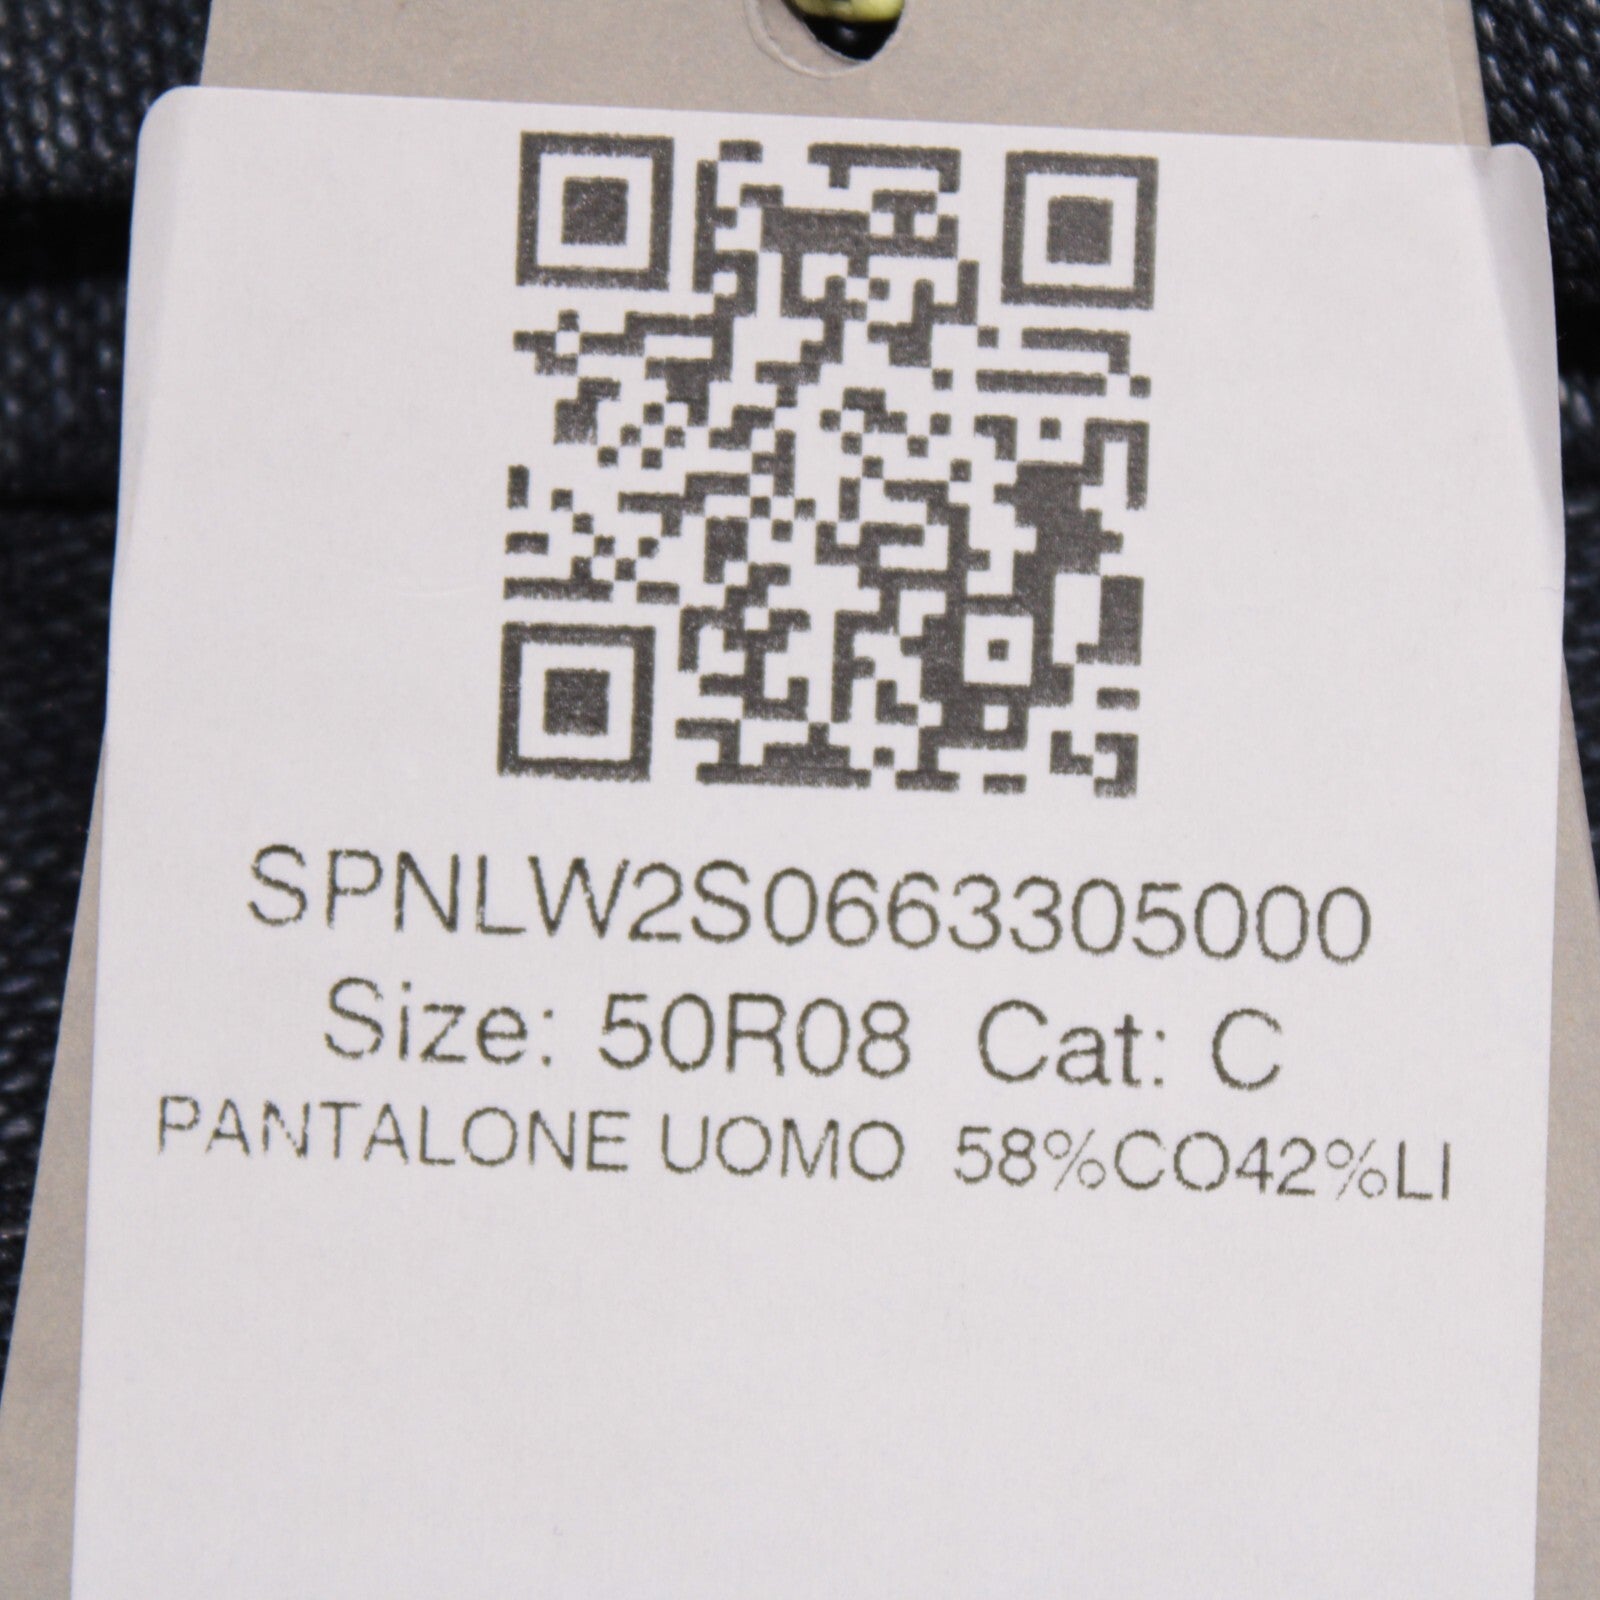 SPNLW2S0663305000
Size: 50R08 Cat: C
PANTALONE UOMO 58%CO42%LI